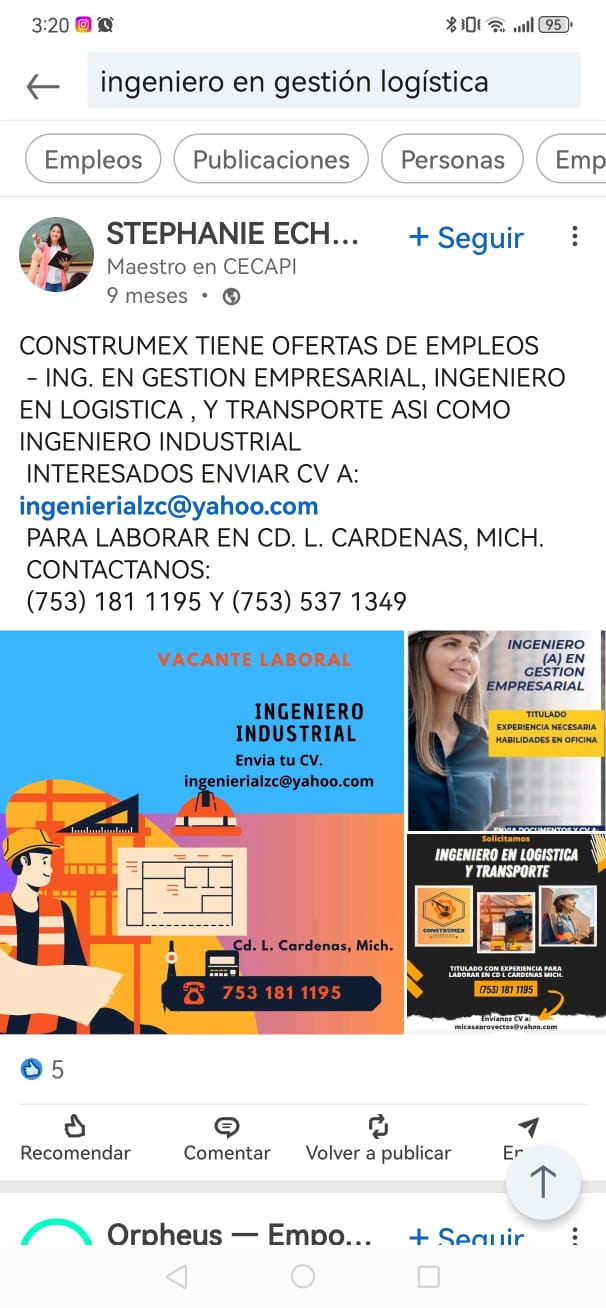 3:20
95
ingeniero en gestión logística
Empleos
Publicaciones
Personas
Emp
STEPHANIE ECH...
+ Seguir
Maestro en CECAPI
9 meses •
CONSTRUMEX TIENE OFERTAS DE EMPLEOS
- ING. EN GESTION EMPRESARIAL, INGENIERO
EN LOGISTICA , Y TRANSPORTE ASI COMO
INGENIERO INDUSTRIAL
INTERESADOS ENVIAR CV A:
ingenierialzc@yahoo.com
PARA LABORAR EN CD. L. CARDENAS, MICH.
CONTACTANOS:
(753) 181 1195 Y (753) 537 1349
VACANTE LABORAL
INGENIERO
INDUSTRIAL
Envia tu CV.
ingenierialzc@yahoo.com
Cd. L. Cardenas, Mich.
753 181 1195
INGENIERO
(A) EN
GESTION
EMPRESARIAL
TITULADO
EXPERIENCIA NECESARIA
HABILIDADES EN OFICINA
ENVIA DOCUMENTOS Y CV A:
Solicitamos
INGENIERO EN LOGISTICA
Y TRANSPORTE
CONSTRUMEX
TITULADO CON EXPERIENCIA PARA
LABORAR EN CD L CARDENAS MICH.
(753) 181 1195
Envianos CV a:
micasaproyectos@yahoo.com
5
Recomendar
Comentar
Volver a publicar
En
Orpheus — Empo...
+ Seguir